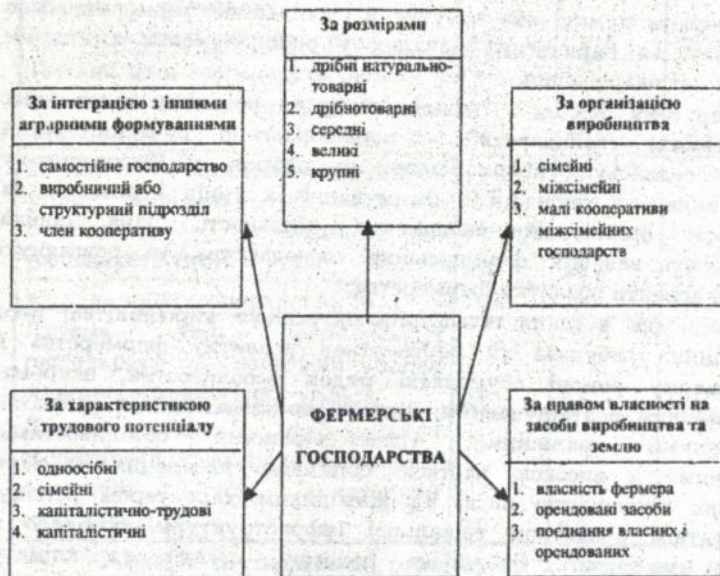 За розмірами
1. дрібні натурально-
товарні
2. дрібнотоварні
3. середні
4. великі
5. крупні
За інтеграцією з іншими
аграрними формуваннями
1. самостійне господарство
2. виробничий або
структурний підрозділ
3. член кооперативу
За організацією
виробництва
1. сімейні
2. міжсімейні
3. малі кооперативи
4. міжсімейних
господарств
ФЕРМЕРСЬКІ
ГОСПОДАРСТВА
За характеристикою
трудового потенціалу
1. одноосібні
2. сімейні
3. капіталістично-трудові
4. капіталістичні
За правом власності на
засоби виробництва та
землю
1. власність фермера
2. орендовані засоби
3. поєднання власних і
орендованих